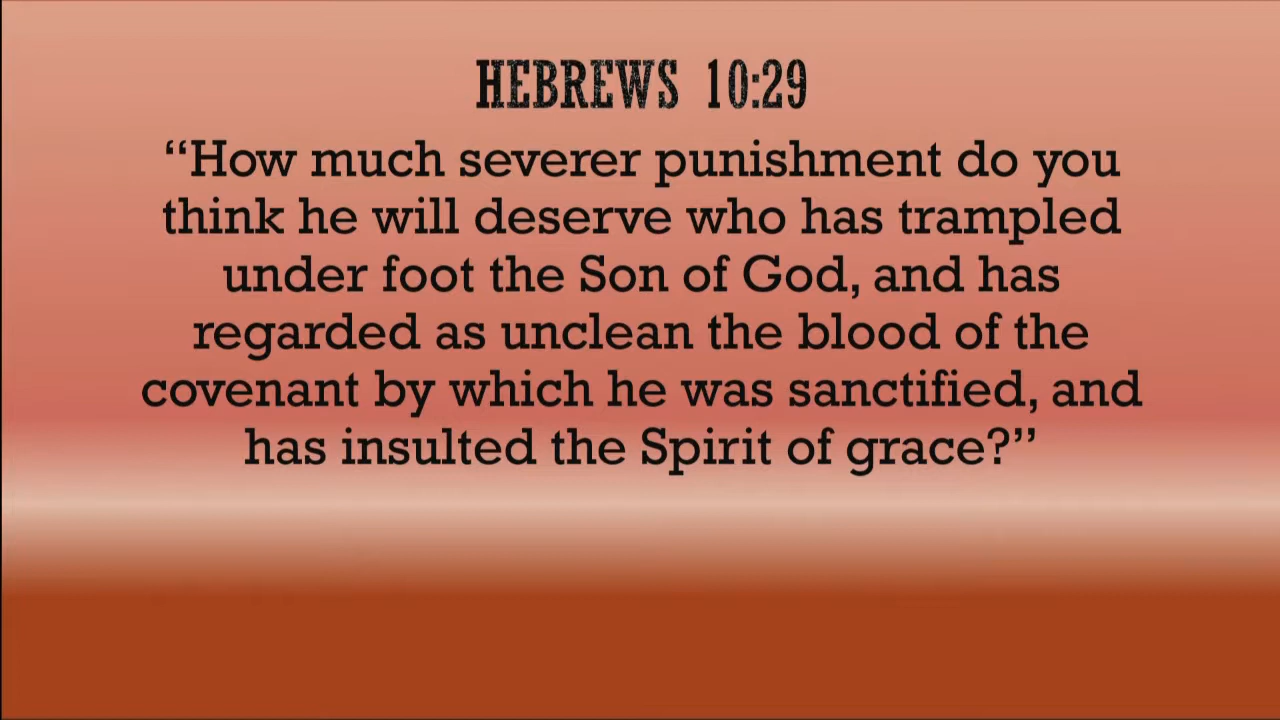 HEBREWS 10:29
“How much severer punishment do you
think he will deserve who has trampled
under foot the Son of God, and has
regarded as unclean the blood of the
covenant by which he was sanctified, and
has insulted the Spirit of grace?”